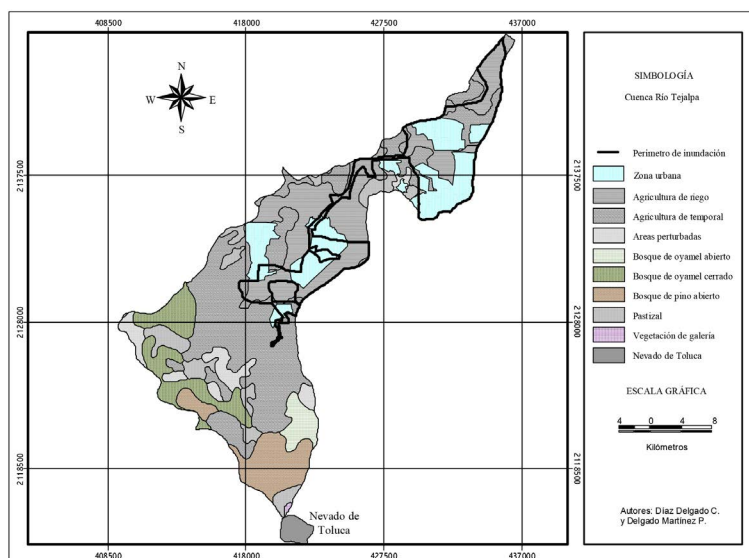 408500
418000
427500
437000
N
W
E
S
2137500
2137500
2128000
2128000
2118500
2118500
Nevado de
Toluca
408500
418000
427500
437000
SIMBOLOGÍA
Cuenca Río Tejalpa
Perimetro de inundación
Zona urbana
Agricultura de riego
Agricultura de temporal
Areas perturbadas
Bosque de oyamel abierto
Bosque de oyamel cerrado
Bosque de pino abierto
Pastizal
Vegetación de galería
Nevado de Toluca
ESCALA GRÁFICA
4 0 4 8
Kilómetros
Autores: Díaz Delgado C.
y Delgado Martínez P.